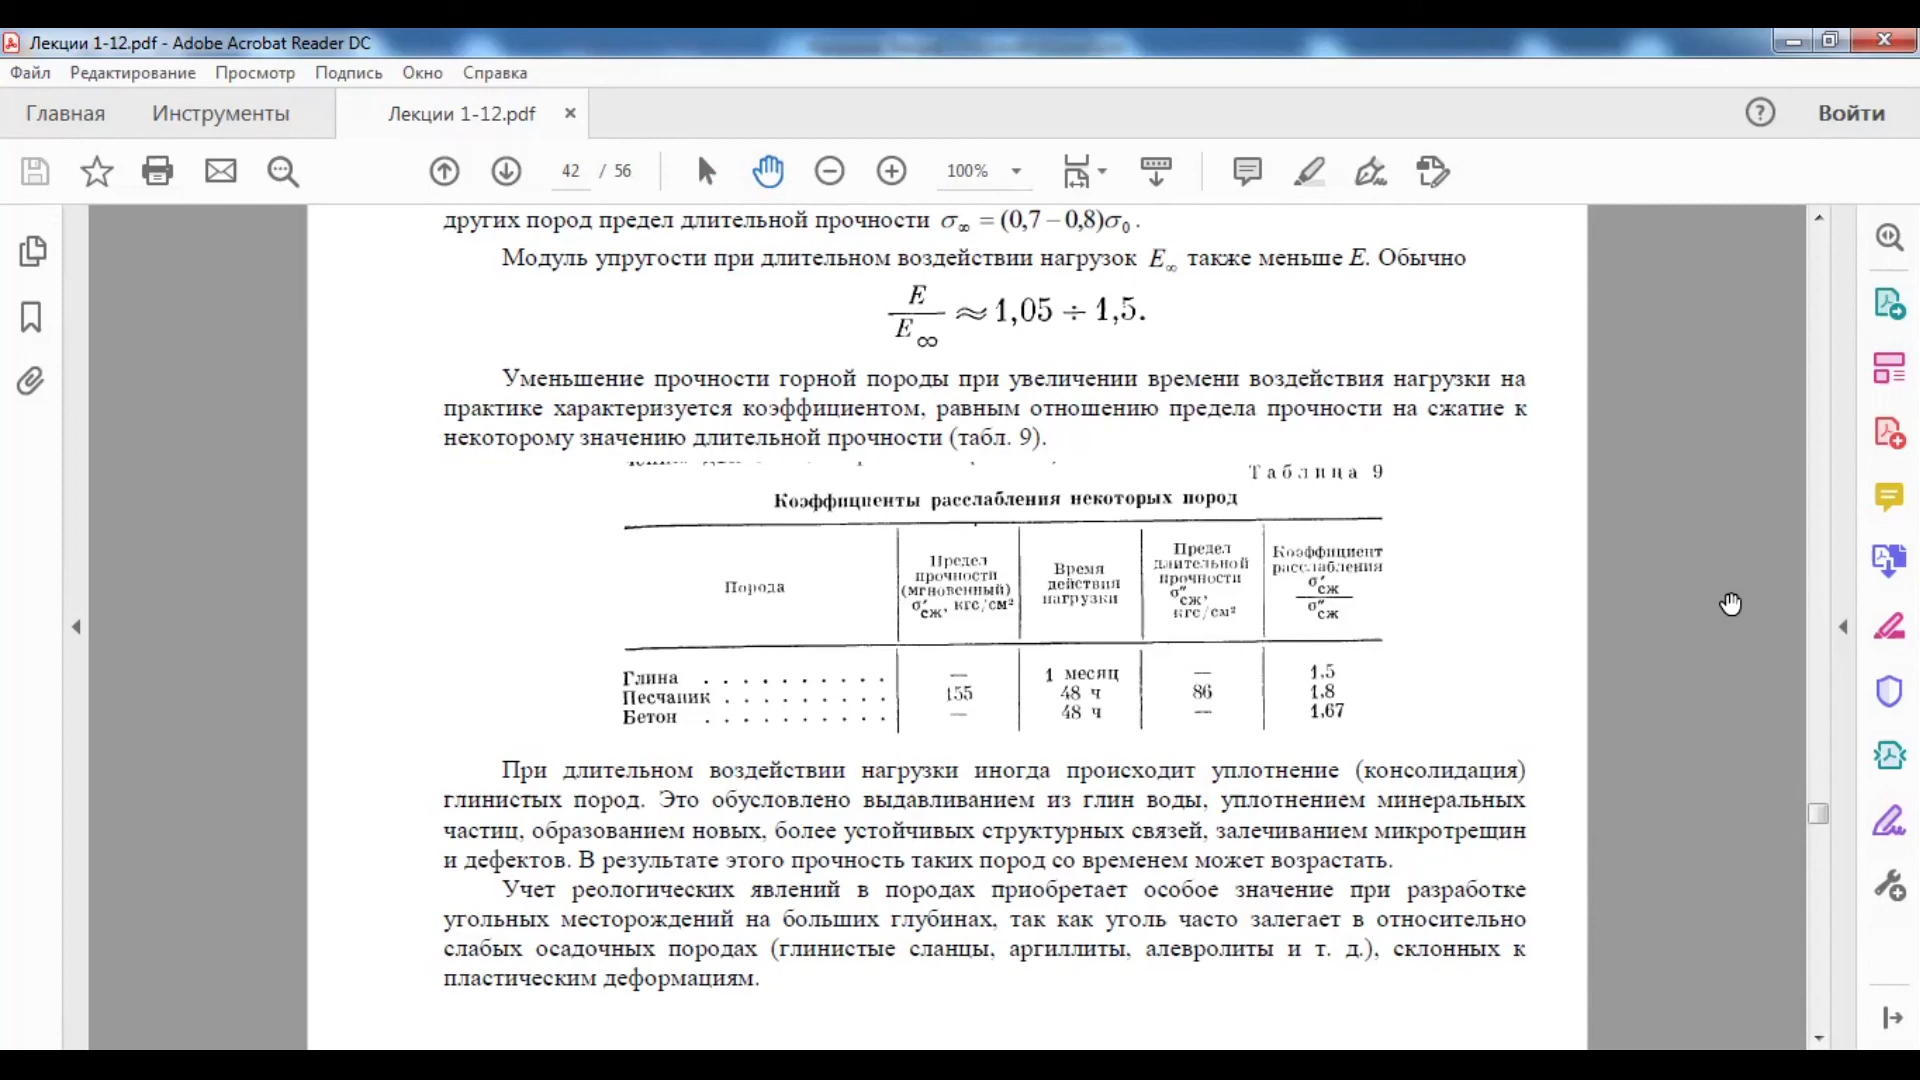 Лекции 1-12.pdf - Adobe Acrobat Reader DC
Файл Редактирование Просмотр Подпись Окно Справка
Главная Инструменты Лекции 1-12.pdf × Войти
42 / 56 100%
других пород предел длительной прочности σ∞ = (0,7 – 0,8)σ0 .
Модуль упругости при длительном воздействии нагрузок E∞ также меньше E. Обычно
E / E∞ ≈ 1,05 ÷ 1,5.
Уменьшение прочности горной породы при увеличении времени воздействия нагрузки на
практике характеризуется коэффициентом, равным отношению предела прочности на сжатие к
некоторому значению длительной прочности (табл. 9).
Таблица 9
Коэффициенты расслабления некоторых пород
Порода
Предел
прочности
(мгновенный)
σ′сж, кгс/см²
Время
действия
нагрузки
Предел
длительной
прочности
σ″сж,
кгс/см²
Коэффициент
расслабления
σ′сж
σ″сж
Глина . . . . . . . . . . — 1 месяц — 1,5
Песчаник . . . . . . . . . 155 48 ч 86 1,8
Бетон . . . . . . . . . . — 48 ч — 1,67
При длительном воздействии нагрузки иногда происходит уплотнение (консолидация)
глинистых пород. Это обусловлено выдавливанием из глин воды, уплотнением минеральных
частиц, образованием новых, более устойчивых структурных связей, залечиванием микротрещин
и дефектов. В результате этого прочность таких пород со временем может возрастать.
Учет реологических явлений в породах приобретает особое значение при разработке
угольных месторождений на больших глубинах, так как уголь часто залегает в относительно
слабых осадочных породах (глинистые сланцы, аргиллиты, алевролиты и т. д.), склонных к
пластическим деформациям.